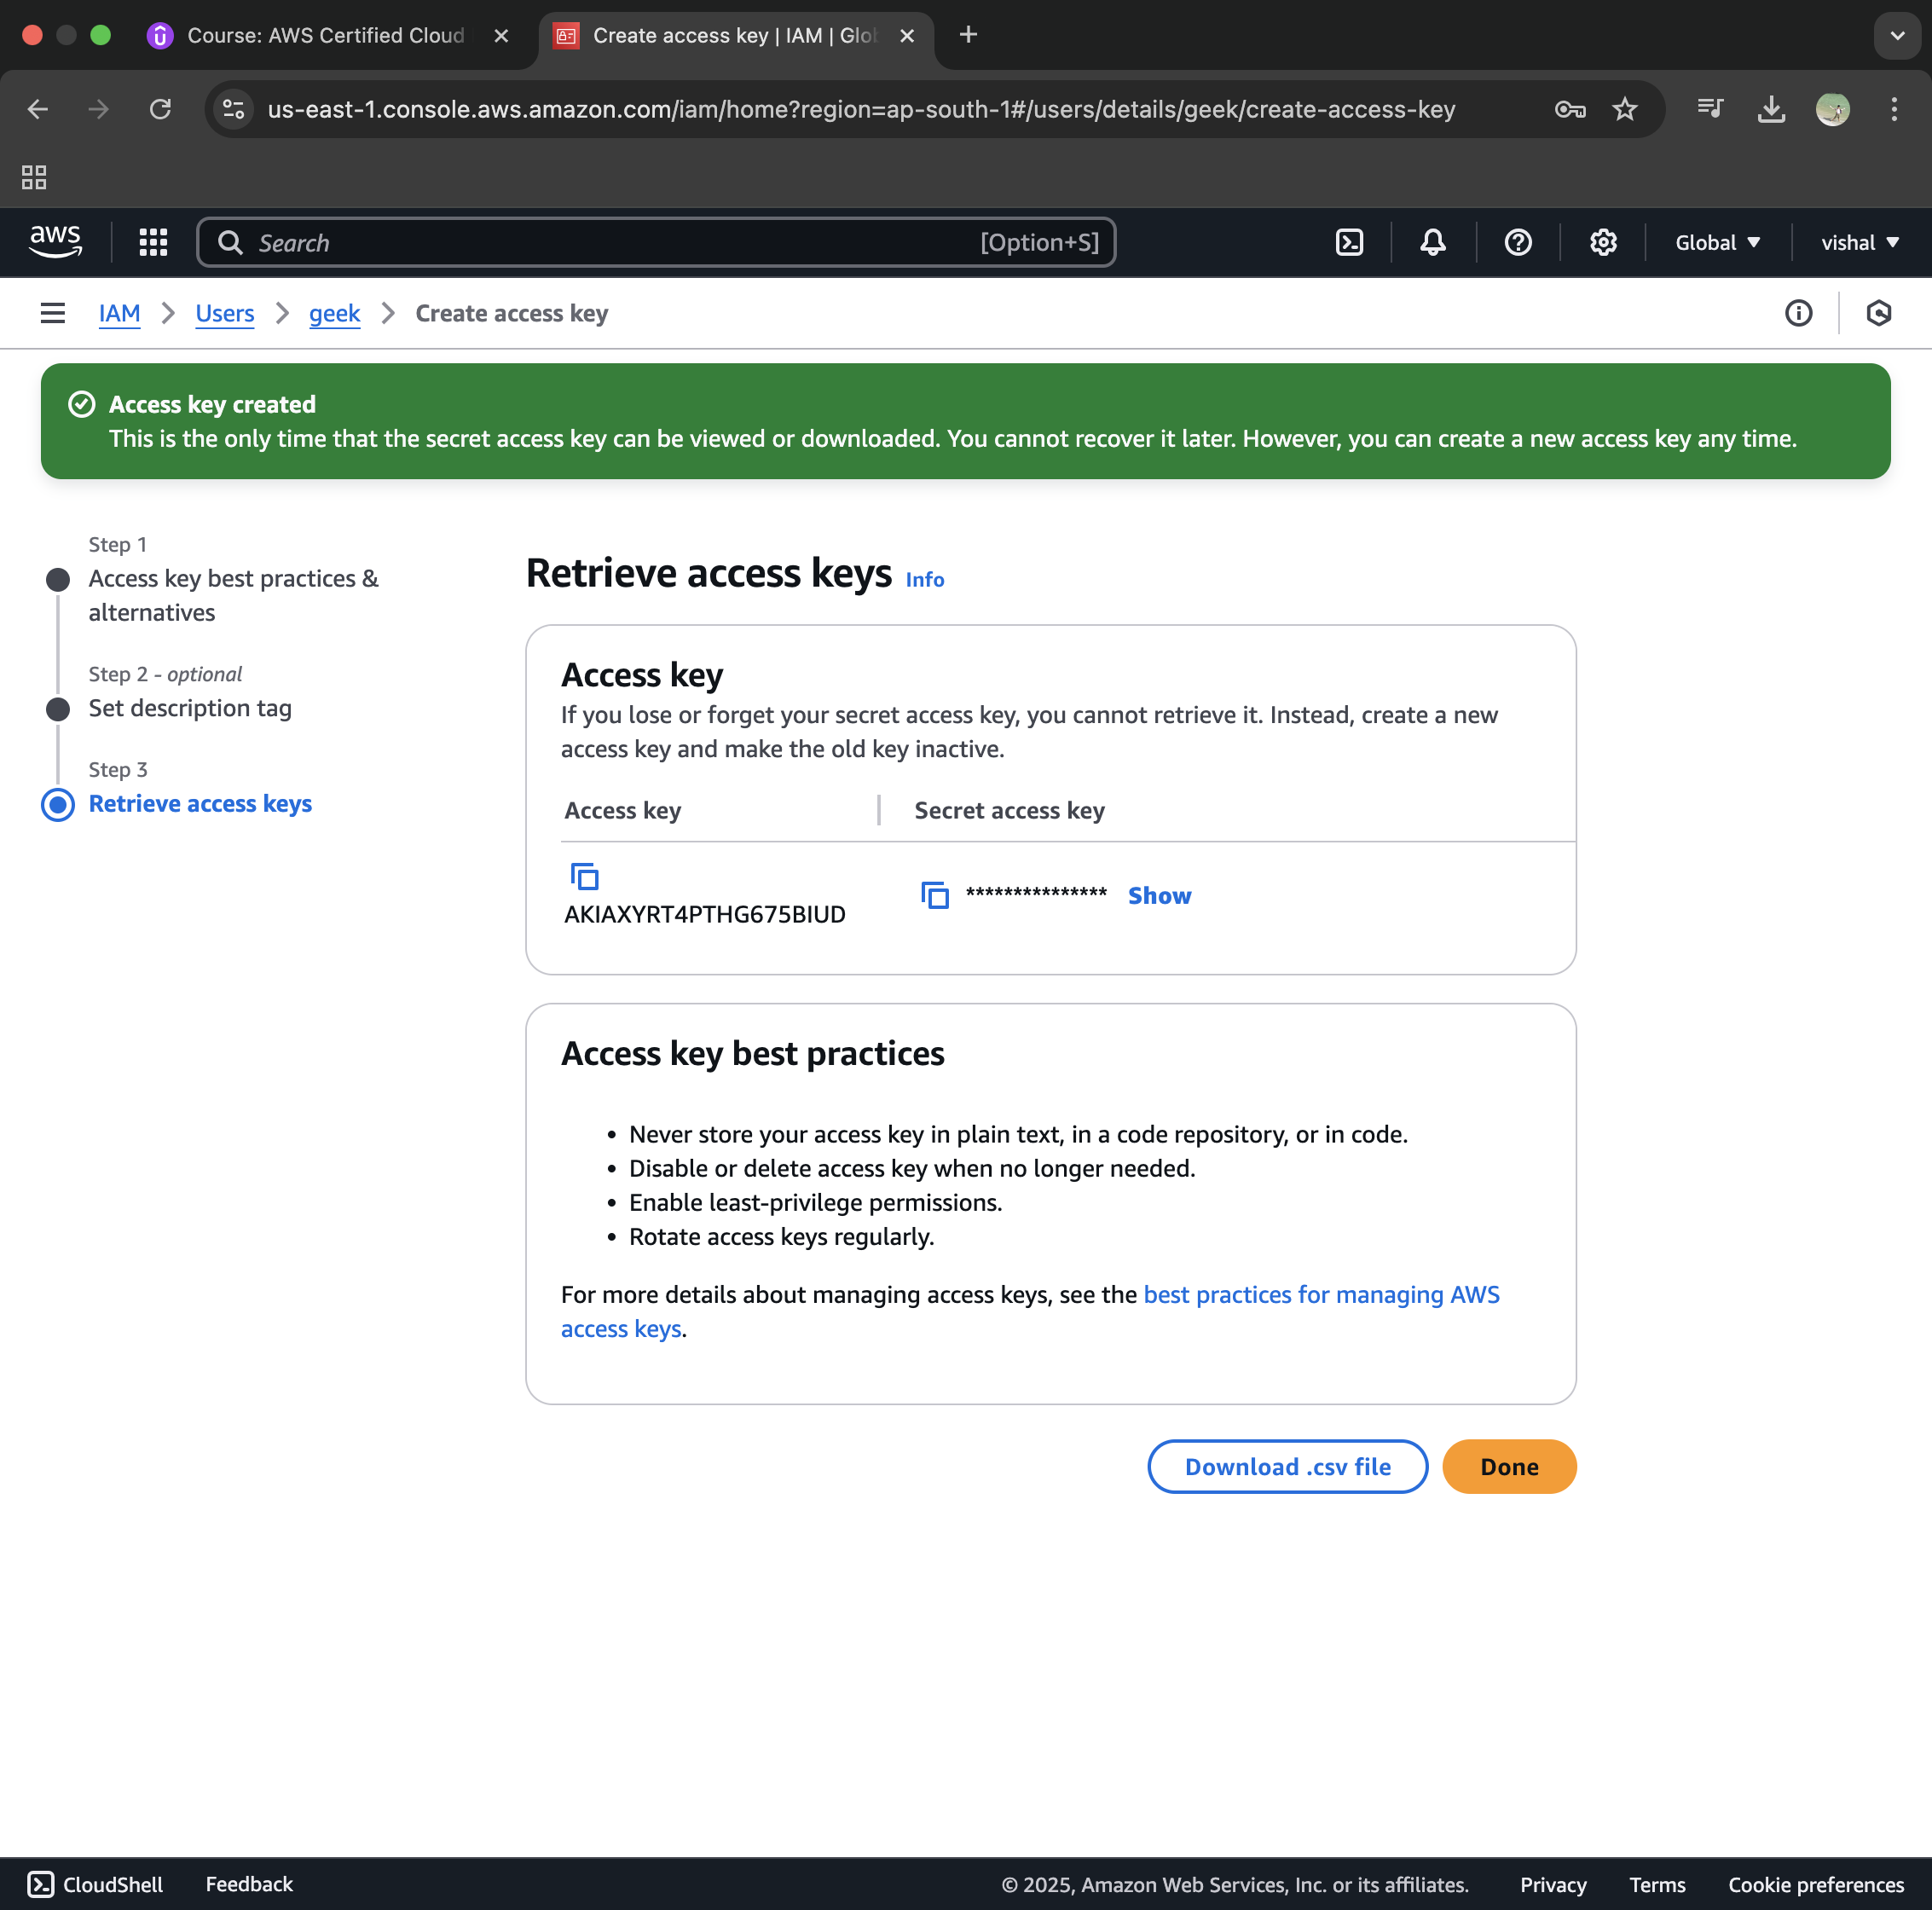 Course: AWS Certified Cloud
Create access key | IAM | Glob
us-east-1.console.aws.amazon.com/iam/home?region=ap-south-1#/users/details/geek/create-access-key
aws
Search
[Option+S]
Global
vishal
IAM
Users
geek
Create access key
Access key created
This is the only time that the secret access key can be viewed or downloaded. You cannot recover it later. However, you can create a new access key any time.
Step 1
Access key best practices &
alternatives
Step 2 - optional
Set description tag
Step 3
Retrieve access keys
Retrieve access keys Info
Access key
If you lose or forget your secret access key, you cannot retrieve it. Instead, create a new
access key and make the old key inactive.
Access key
Secret access key
AKIAXYRT4PTHG675BIUD
*************** Show
Access key best practices
• Never store your access key in plain text, in a code repository, or in code.
• Disable or delete access key when no longer needed.
• Enable least-privilege permissions.
• Rotate access keys regularly.
For more details about managing access keys, see the best practices for managing AWS
access keys.
Download .csv file
Done
CloudShell
Feedback
© 2025, Amazon Web Services, Inc. or its affiliates.
Privacy
Terms
Cookie preferences